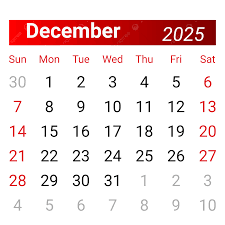 December 2025
Sun Mon Tue Wed Thu Fri Sat
30 1 2 3 4 5 6
7 8 9 10 11 12 13
14 15 16 17 18 19 20
21 22 23 24 25 26 27
28 29 30 31 1 2 3
4 5 6 7 8 9 10